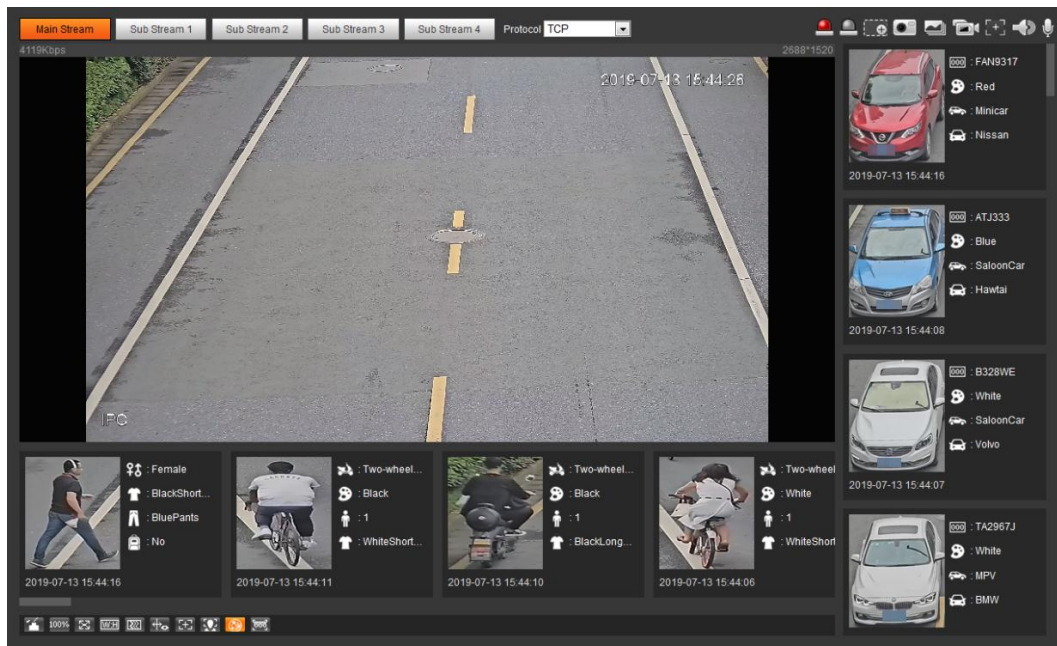 Main Stream
Sub Stream 1
Sub Stream 2
Sub Stream 3
Sub Stream 4
Protocol TCP
4119Kbps
2688*1520
2019-07-13 15:44:26
IPC
: FAN9317
: Red
: Minicar
: Nissan
2019-07-13 15:44:16
: ATJ333
: Blue
: SaloonCar
: Hawtai
2019-07-13 15:44:08
: B328WE
: White
: SaloonCar
: Volvo
2019-07-13 15:44:07
: TA2967J
: White
: MPV
: BMW
: Female
: BlackShort...
: BluePants
: No
2019-07-13 15:44:16
: Two-wheel...
: Black
: 1
: WhiteShort...
2019-07-13 15:44:11
: Two-wheel...
: Black
: 1
: BlackLong...
2019-07-13 15:44:10
: Two-wheel
: White
: 1
: WhiteShort
2019-07-13 15:44:06
100%
W:H